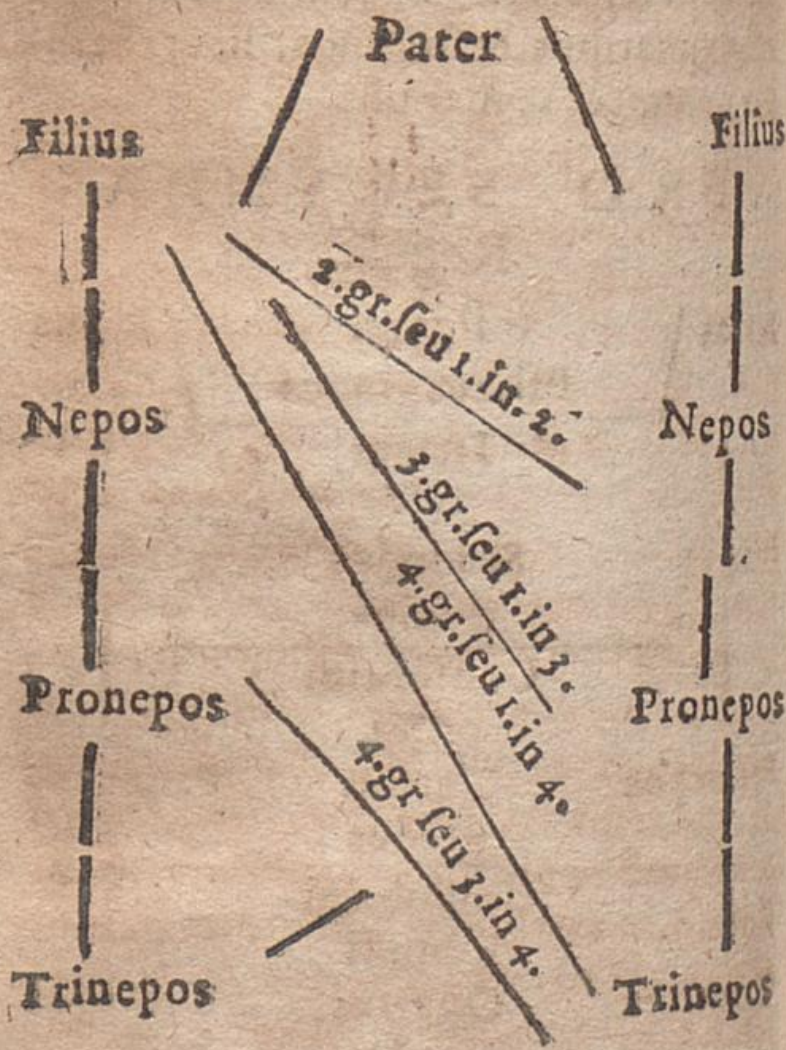 Pater
Filius Filius
2. gr. ſeu 1. in. 2.
Nepos Nepos
3. gr. ſeu 1. in 3.
4. gr. ſeu 1. in 4.
Pronepos Pronepos
4. gr ſeu 3. in 4.
Trinepos Trinepos